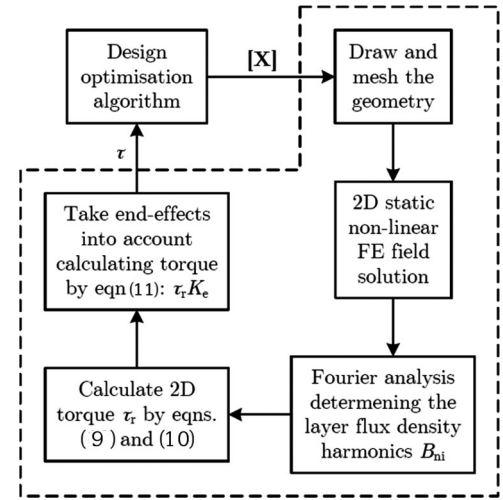 Design
optimisation
algorithm
[X]
Draw and
mesh the
geometry
2D static
non-linear
FE field
solution
Fourier analysis
determening the
layer flux density
harmonics Bni
Calculate 2D
torque τr by eqns.
(9) and (10)
Take end-effects
into account
calculating torque
by eqn(11): τrKe
τ